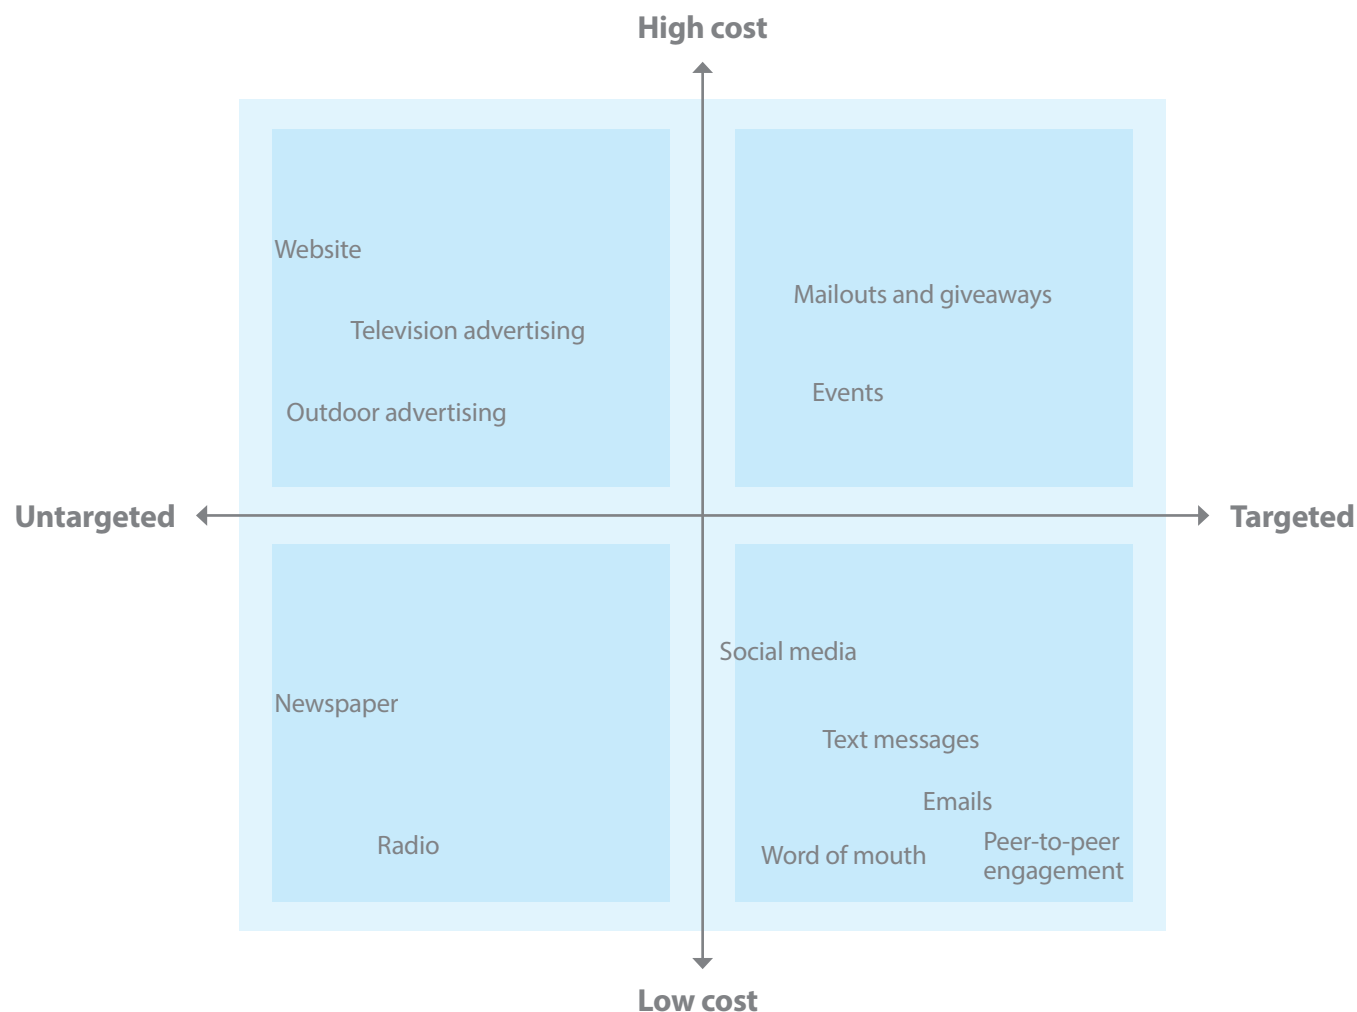 High cost
Website
Mailouts and giveaways
Television advertising
Events
Outdoor advertising
Untargeted
Targeted
Social media
Newspaper
Text messages
Emails
Radio
Word of mouth
Peer-to-peer
engagement
Low cost